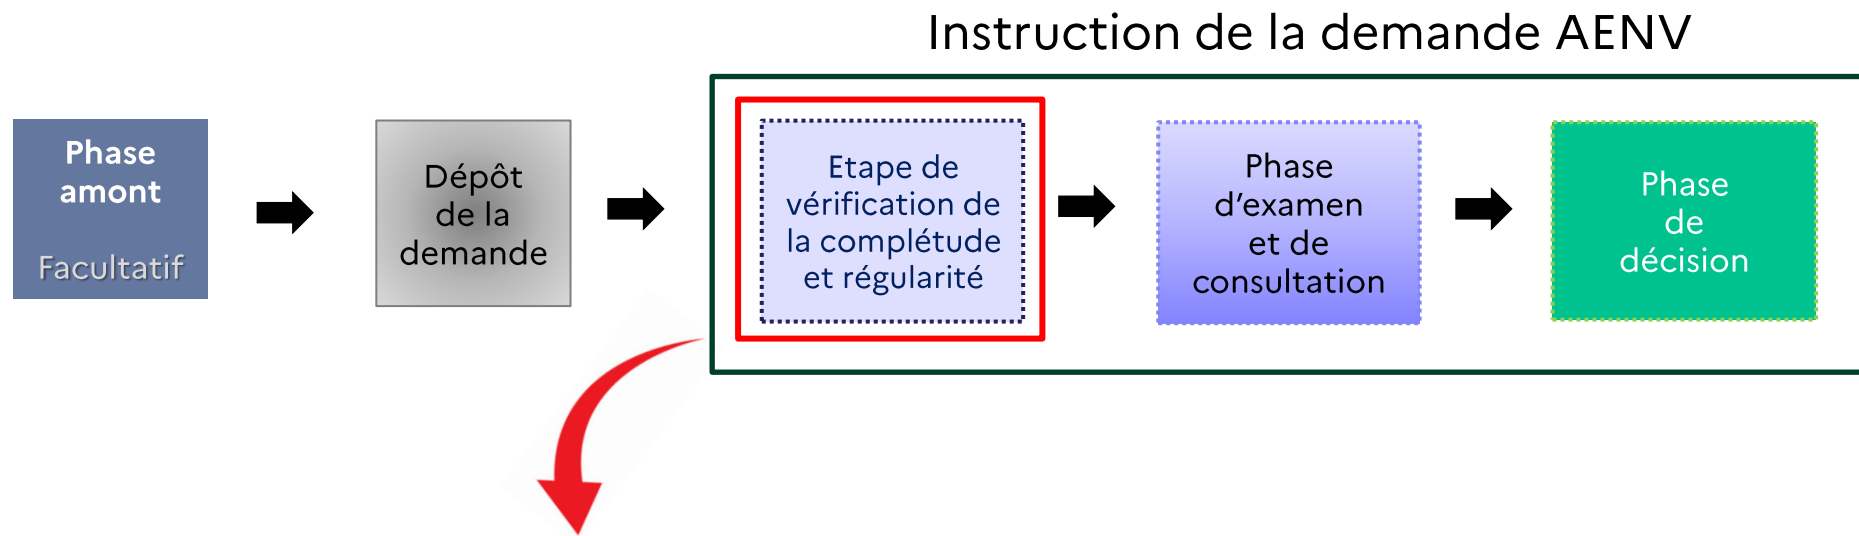 Instruction de la demande AENV
Phase
amont
Facultatif
Dépôt
de la
demande
Etape de
vérification de
la complétude
et régularité
Phase
d’examen
et de
consultation
Phase
de
décision